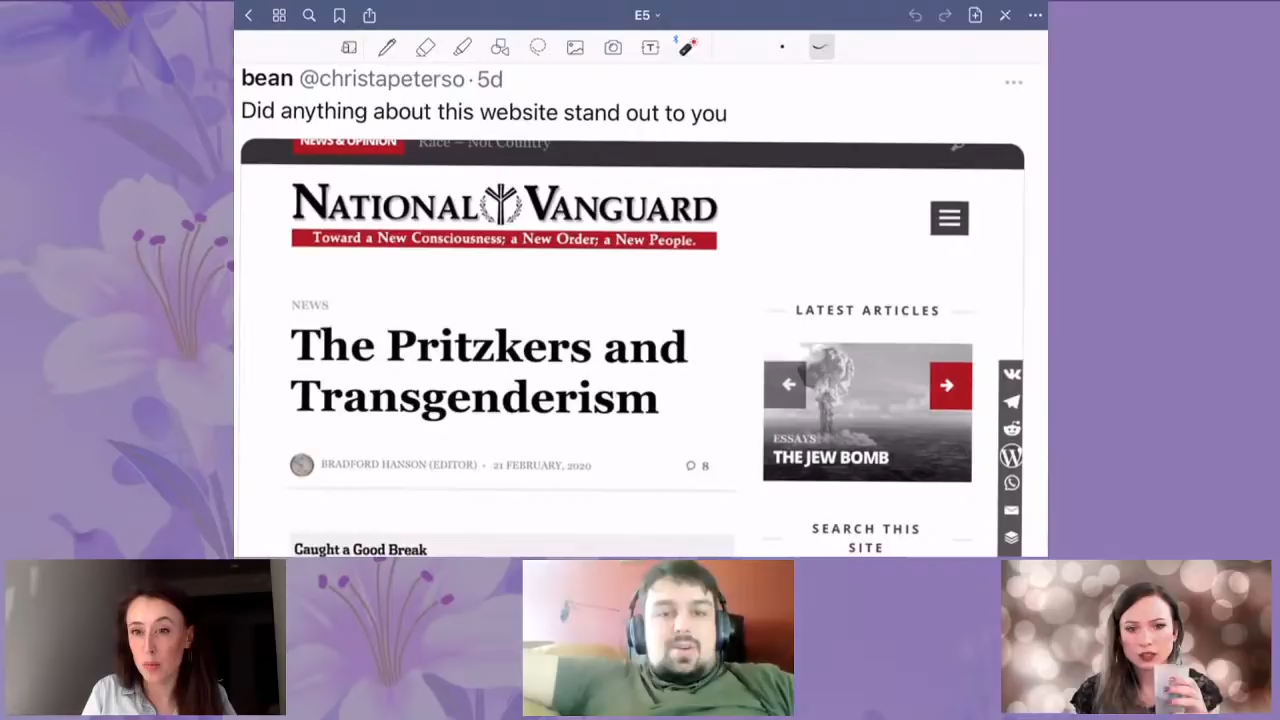 E5
bean @christapeterso · 5d
Did anything about this website stand out to you
NEWS & OPINION
Race — Not Country
NATIONAL VANGUARD
Toward a New Consciousness; a New Order; a New People.
NEWS
The Pritzkers and
Transgenderism
BRADFORD HANSON (EDITOR) • 21 FEBRUARY, 2020
8
Caught a Good Break
LATEST ARTICLES
ESSAYS
THE JEW BOMB
SEARCH THIS
SITE